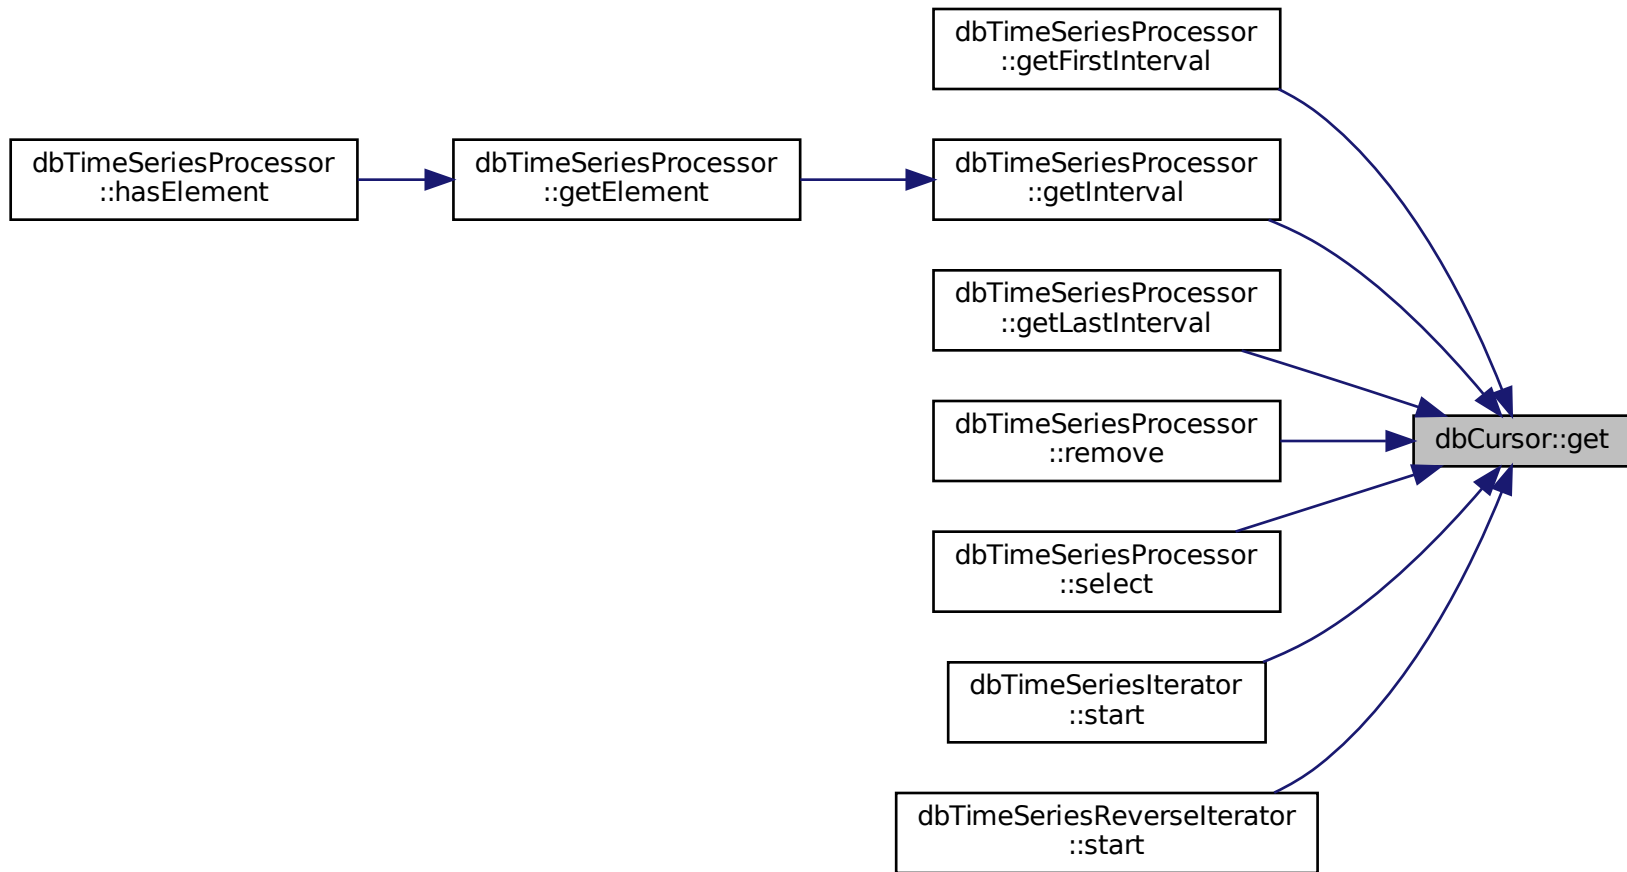 dbTimeSeriesProcessor
::getFirstInterval
dbTimeSeriesProcessor
::hasElement
dbTimeSeriesProcessor
::getElement
dbTimeSeriesProcessor
::getInterval
dbTimeSeriesProcessor
::getLastInterval
dbTimeSeriesProcessor
::remove
dbCursor::get
dbTimeSeriesProcessor
::select
dbTimeSeriesIterator
::start
dbTimeSeriesReverseIterator
::start